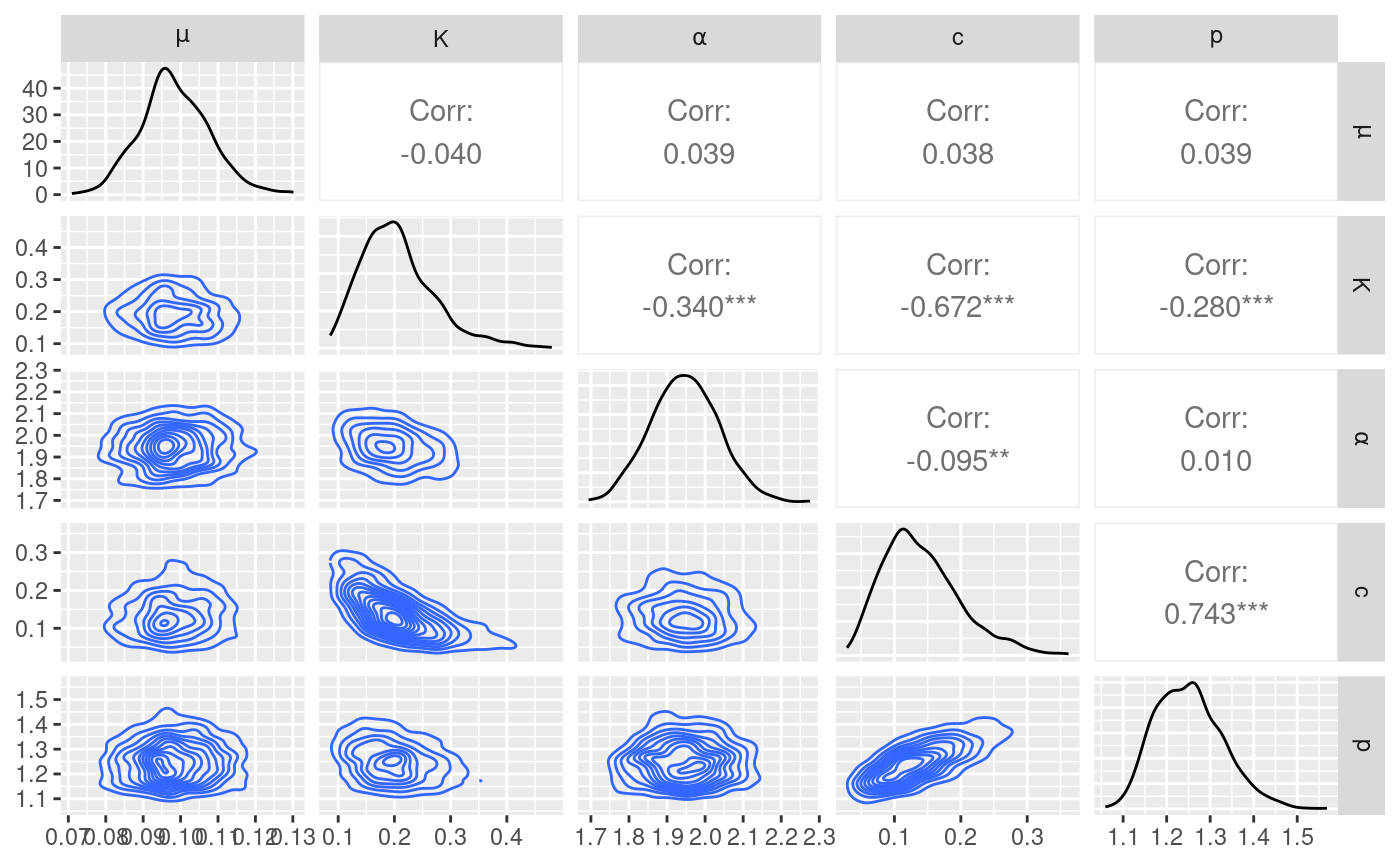 μ K α c p
40
30
20
10
0
Corr:
-0.040
Corr:
0.039
Corr:
0.038
Corr:
0.039
μ
0.4
0.3
0.2
0.1
Corr:
-0.340***
Corr:
-0.672***
Corr:
-0.280***
K
2.3
2.2
2.1
2.0
1.9
1.8
1.7
Corr:
-0.095**
Corr:
0.010
α
0.3
0.2
0.1
Corr:
0.743***
c
1.5
1.4
1.3
1.2
1.1
p
0.07 0.08 0.09 0.10 0.11 0.12 0.13 0.1 0.2 0.3 0.4 1.7 1.8 1.9 2.0 2.1 2.2 2.3 0.1 0.2 0.3 1.1 1.2 1.3 1.4 1.5